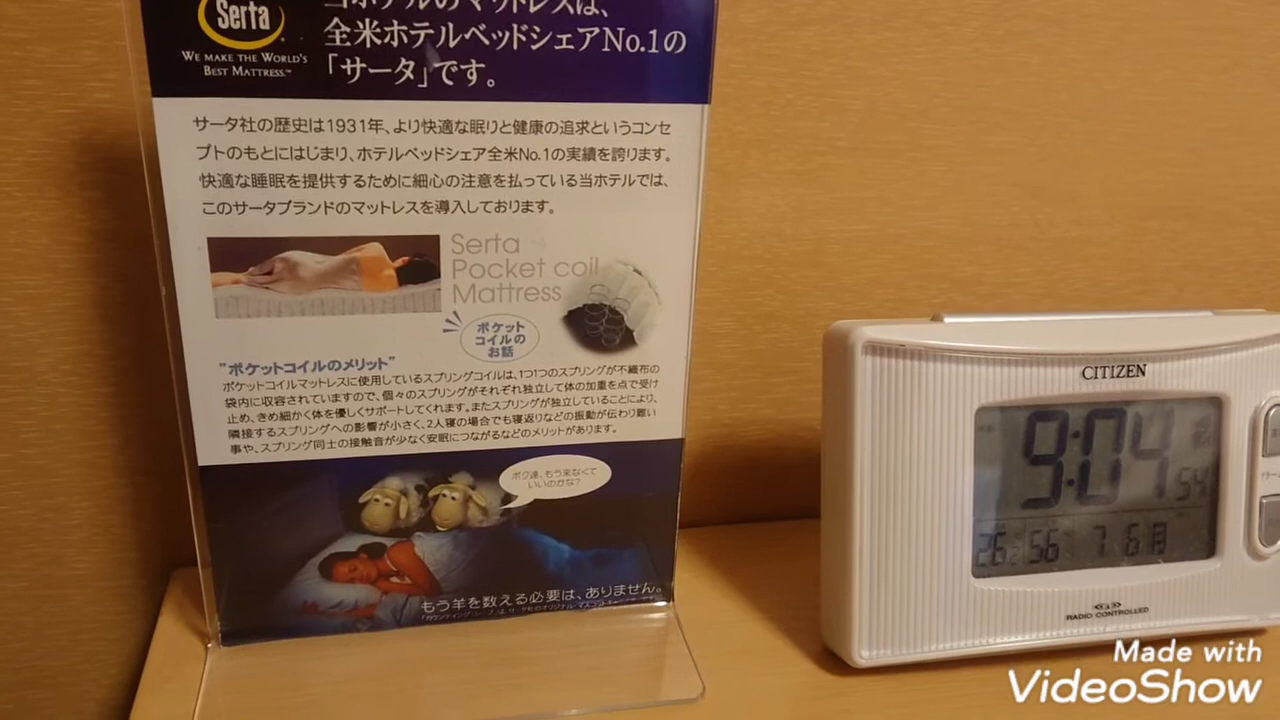 Serta
WE MAKE THE WORLD'S
BEST MATTRESS.™
当ホテルのマットレスは、
全米ホテルベッドシェアNo.1の
「サータ」です。
サータ社の歴史は1931年、より快適な眠りと健康の追求というコンセ
プトのもとにはじまり、ホテルベッドシェア全米No.1の実績を誇ります。
快適な睡眠を提供するために細心の注意を払っている当ホテルでは、
このサータブランドのマットレスを導入しております。
Serta
Pocket coil
Mattress
ポケット
コイルの
お話
"ポケットコイルのメリット"
ポケットコイルマットレスに使用しているスプリングコイルは、1つ1つのスプリングが不織布の
袋内に収容されていますので、個々のスプリングがそれぞれ独立して体の加重を点で受け
止め、きめ細かく体を優しくサポートしてくれます。またスプリングが独立していることにより、
隣接するスプリングへの影響が小さく、2人寝の場合でも寝返りなどの振動が伝わり難い
事や、スプリング同士の接触音が少なく安眠につながるなどのメリットがあります。
ボク達、もう来なくて
いいのかな?
もう羊を数える必要は、ありません。
CITIZEN
9:04 54
26 56 7 6 日
RADIO CONTROLLED
Made with
VideoShow